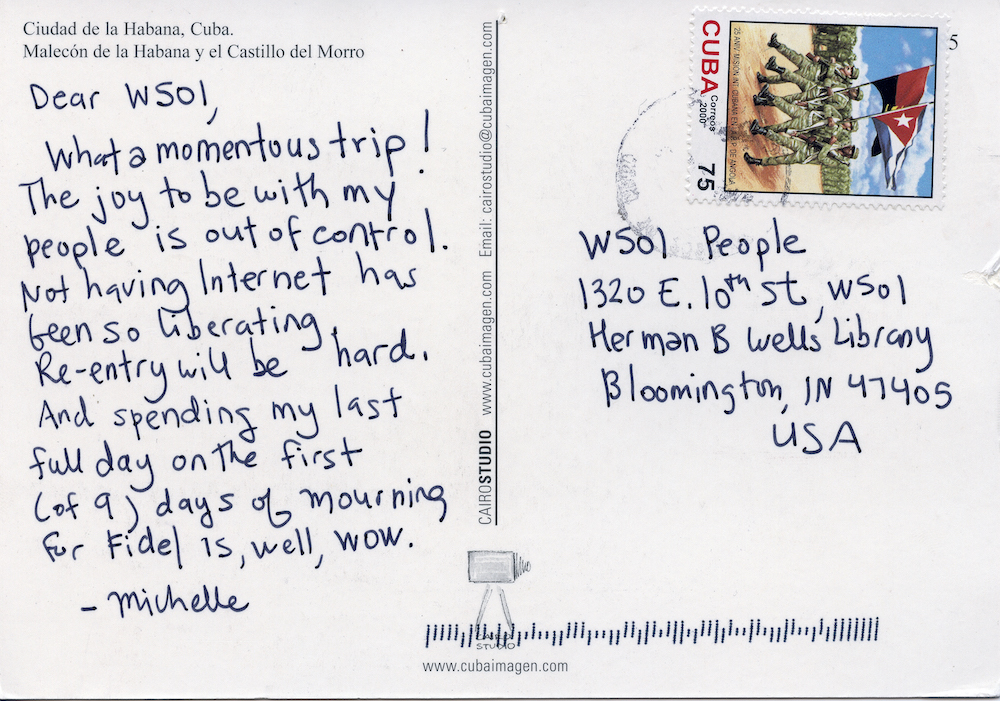 Ciudad de la Habana, Cuba.
Malecón de la Habana y el Castillo del Morro
Dear WS01,
What a momentous trip!
The joy to be with my
people is out of control.
Not having Internet has
been so liberating.
Re-entry will be hard.
And spending my last
full day on the first
(of 9) days of mourning
for Fidel is, well, wow.
- Michelle
CAIROSTUDIO www.cubaimagen.com Email: cairostudio@cubaimagen.com
CAIRO
STUDIO
www.cubaimagen.com
5
CUBA
Correos
2000
75
25 ANIV. MISION INT. CUBANA EN LA R.P. DE ANGOLA
WS01 People
1320 E. 10th St, WS01
Herman B Wells Library
Bloomington, IN 47405
USA